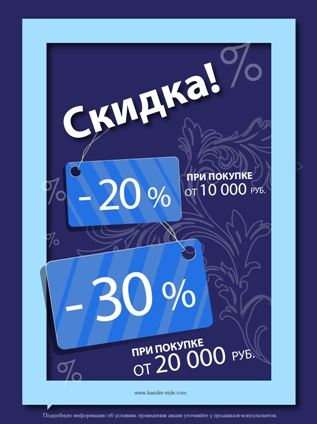 %
Скидка!
- 20 %
ПРИ ПОКУПКЕ
ОТ 10 000 РУБ.
%
%
- 30 %
ПРИ ПОКУПКЕ
ОТ 20 000 РУБ.
%
www.kanzler-style.com
Подробную информацию об условиях проведения акции уточняйте у продавцов-консультантов.